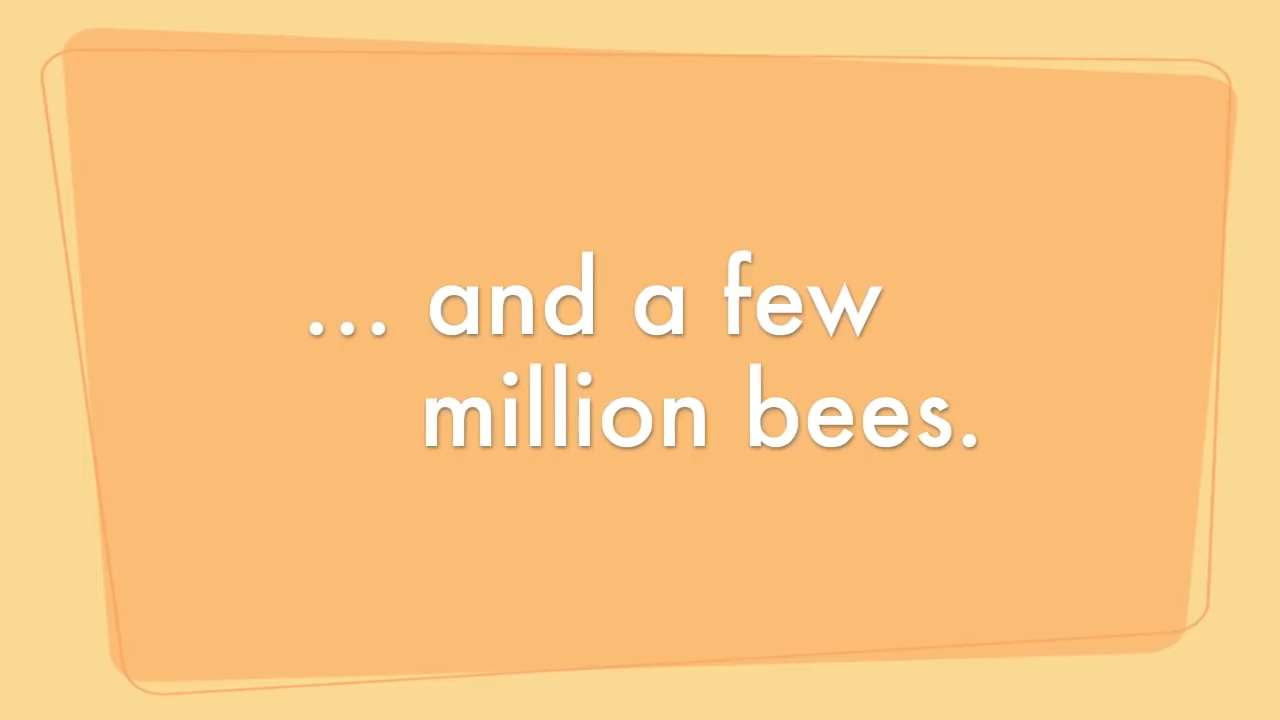 ... and a few
million bees.